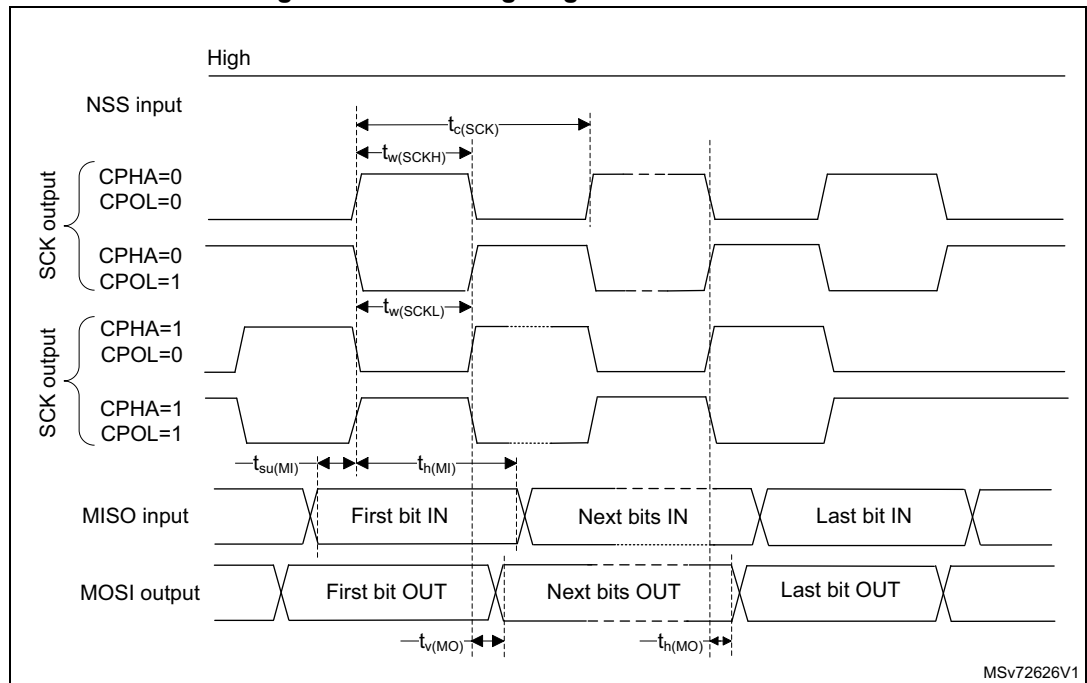 High
NSS input
tc(SCK)
tw(SCKH)
SCK output
CPHA=0
CPOL=0
CPHA=0
CPOL=1
tw(SCKL)
SCK output
CPHA=1
CPOL=0
CPHA=1
CPOL=1
tsu(MI)
th(MI)
MISO input
First bit IN
Next bits IN
Last bit IN
MOSI output
First bit OUT
Next bits OUT
Last bit OUT
tv(MO)
th(MO)
MSv72626V1